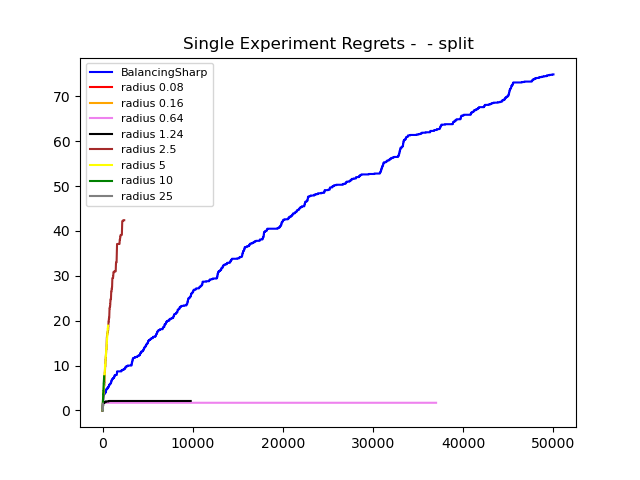 Single Experiment Regrets -  - split
BalancingSharp
radius 0.08
radius 0.16
radius 0.64
radius 1.24
radius 2.5
radius 5
radius 10
radius 25
70
60
50
40
30
20
10
0
0 10000 20000 30000 40000 50000